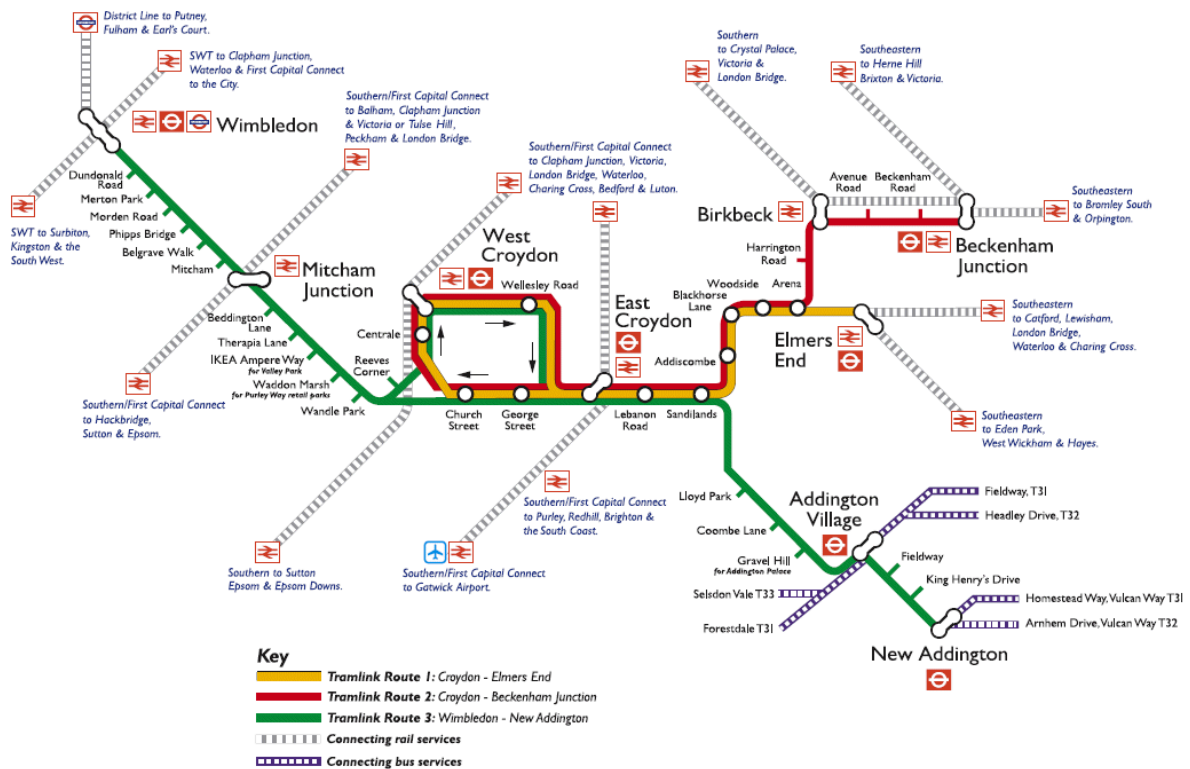 District Line to Putney,
Fulham & Earl's Court.
SWT to Clapham Junction,
Waterloo & First Capital Connect
to the City.
Southern/First Capital Connect
to Balham, Clapham Junction
& Victoria or Tulse Hill,
Peckham & London Bridge.
Southern/First Capital Connect
to Clapham Junction, Victoria,
London Bridge, Waterloo,
Charing Cross, Bedford & Luton.
Southern
to Crystal Palace,
Victoria &
London Bridge.
Southeastern
to Herne Hill
Brixton & Victoria.
Wimbledon
Dundonald
Road
Merton Park
Morden Road
Phipps Bridge
Belgrave Walk
Mitcham
SWT to Surbiton,
Kingston & the
South West.
Mitcham
Junction
Beddington
Lane
Therapia Lane
IKEA Ampere Way
for Valley Park
Waddon Marsh
for Purley Way retail parks
Wandle Park
Reeves
Corner
Centrale
West
Croydon
Wellesley Road
Church
Street
George
Street
East
Croydon
Lebanon
Road
Sandilands
Addiscombe
Blackhorse
Lane
Woodside
Arena
Harrington
Road
Birkbeck
Avenue
Road
Beckenham
Road
Beckenham
Junction
Southeastern
to Bromley South
& Orpington.
Elmers
End
Southeastern
to Catford, Lewisham,
London Bridge,
Waterloo & Charing Cross.
Southeastern
to Eden Park,
West Wickham & Hayes.
Southern/First Capital Connect
to Hackbridge,
Sutton & Epsom.
Southern to Sutton
Epsom & Epsom Downs.
Southern/First Capital Connect
to Gatwick Airport.
Southern/First Capital Connect
to Purley, Redhill, Brighton &
the South Coast.
Lloyd Park
Coombe Lane
Gravel Hill
for Addington Palace
Addington
Village
Fieldway, T31
Headley Drive, T32
Selsdon Vale T33
Forestdale T31
Fieldway
King Henry's Drive
Homestead Way, Vulcan Way T31
Arnhem Drive, Vulcan Way T32
New Addington
Key
Tramlink Route 1: Croydon - Elmers End
Tramlink Route 2: Croydon - Beckenham Junction
Tramlink Route 3: Wimbledon - New Addington
Connecting rail services
Connecting bus services